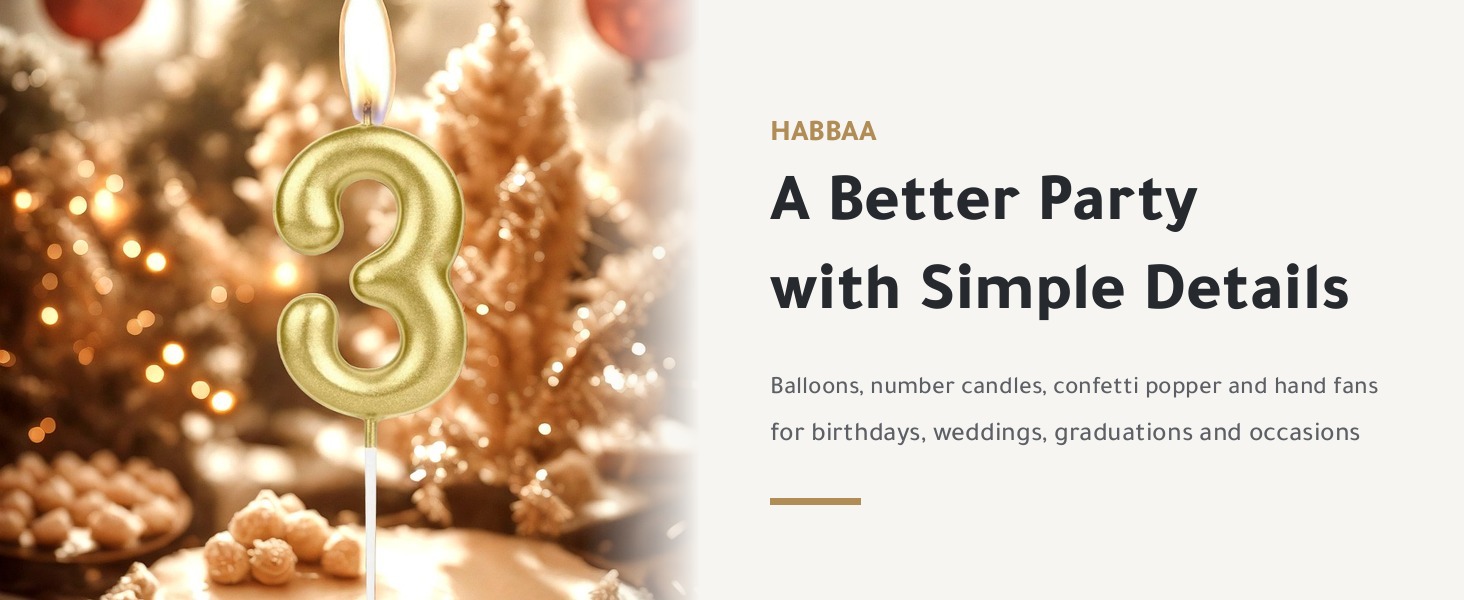 HABBAA
A Better Party
with Simple Details
Balloons, number candles, confetti popper and hand fans
for birthdays, weddings, graduations and occasions